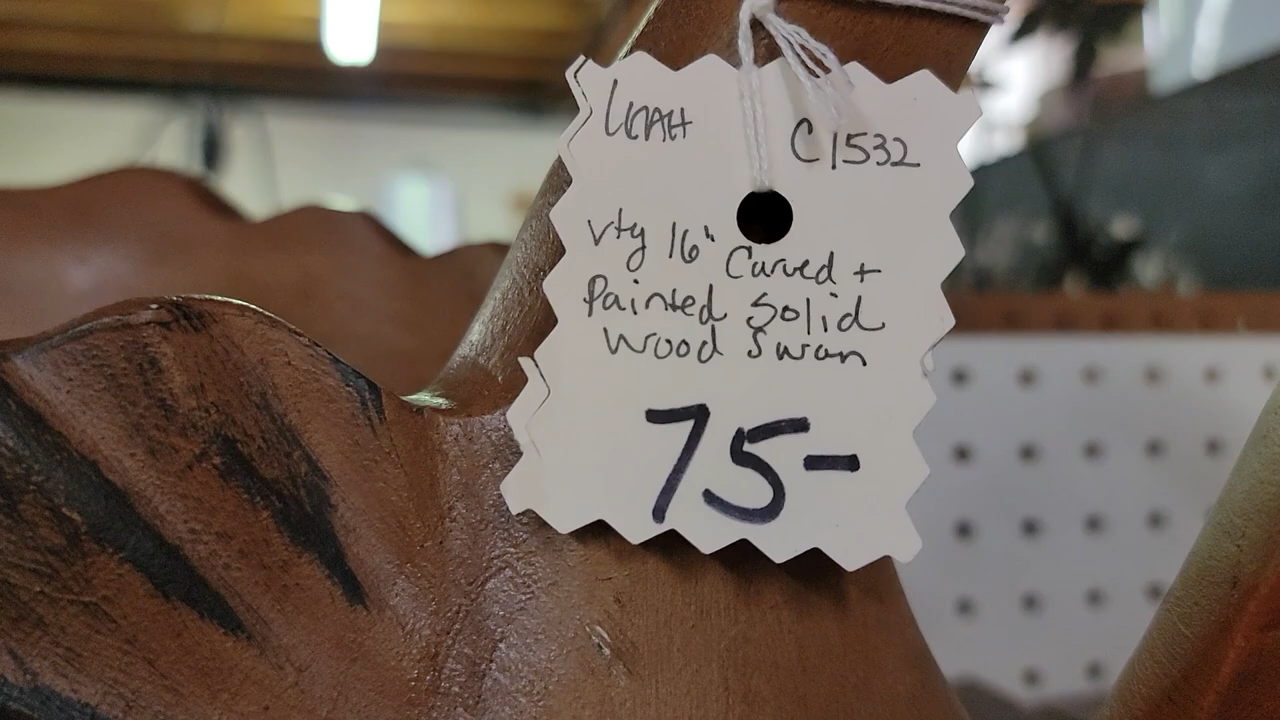 LEAH
C1532
Vtg 16" Carved +
Painted Solid
Wood Swan
75-